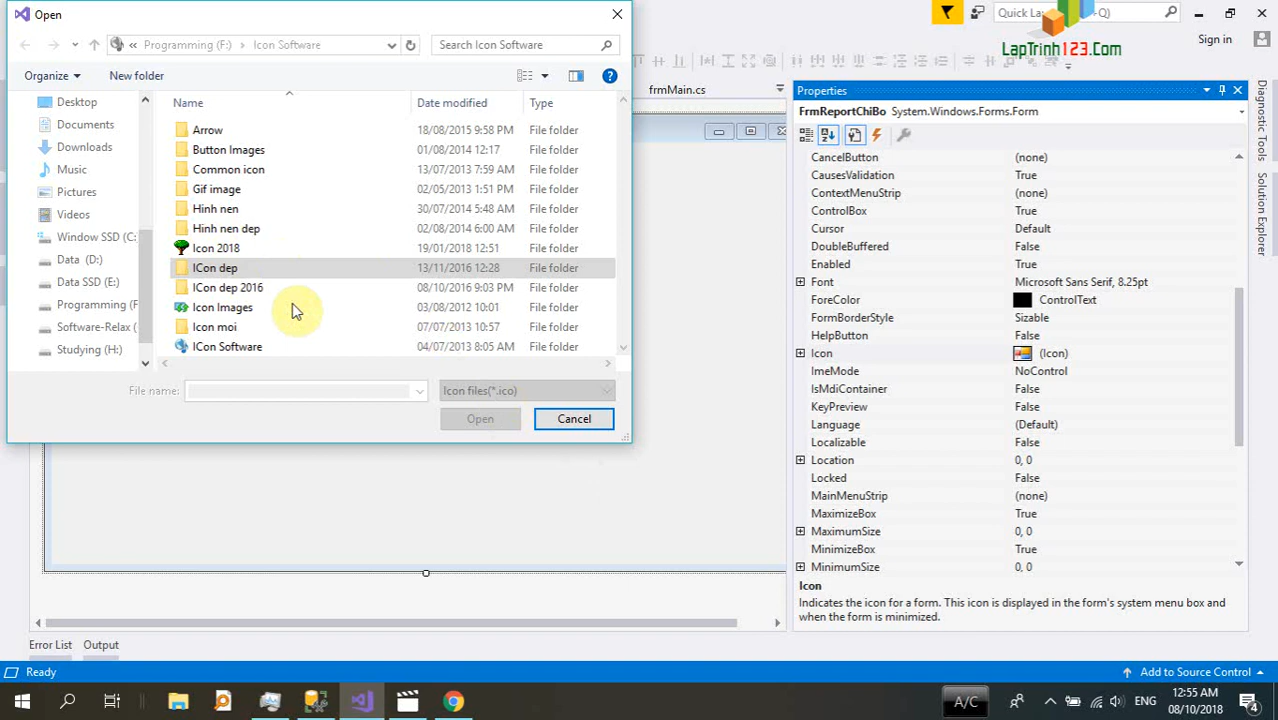 Open
Quick La
Q)
LapTrinh123.Com
Sign in
« Programming (F:) › Icon Software
Search Icon Software
Organize
New folder
frmMain.cs
Properties
FrmReportChiBo System.Windows.Forms.Form
Name Date modified Type
Desktop
Documents
Downloads
Music
Pictures
Videos
Window SSD (C:
Data (D:)
Data SSD (E:)
Programming (
Software-Relax (
Studying (H:)
Arrow 18/08/2015 9:58 PM File folder
Button Images 01/08/2014 12:17 File folder
Common icon 13/07/2013 7:59 AM File folder
Gif image 02/05/2013 1:51 PM File folder
Hinh nen 30/07/2014 5:48 AM File folder
Hinh nen dep 02/08/2014 6:00 AM File folder
Icon 2018 19/01/2018 12:51 File folder
ICon dep 13/11/2016 12:28 File folder
ICon dep 2016 08/10/2016 9:03 PM File folder
Icon Images 03/08/2012 10:01 File folder
Icon moi 07/07/2013 10:57 File folder
ICon Software 04/07/2013 8:05 AM File folder
File name:
Icon files(*.ico)
Open
Cancel
CancelButton (none)
CausesValidation True
ContextMenuStrip (none)
ControlBox True
Cursor Default
DoubleBuffered False
Enabled True
Font Microsoft Sans Serif, 8.25pt
ForeColor ControlText
FormBorderStyle Sizable
HelpButton False
Icon (Icon)
ImeMode NoControl
IsMdiContainer False
KeyPreview False
Language (Default)
Localizable False
Location 0, 0
Locked False
MainMenuStrip (none)
MaximizeBox True
MaximumSize 0, 0
MinimizeBox True
MinimumSize 0, 0
Icon
Indicates the icon for a form. This icon is displayed in the form's system menu box and
when the form is minimized.
Diagnostic Tools
Solution Explorer
Error List
Output
Ready
Add to Source Control
A/C
ENG
12:55 AM
08/10/2018
4